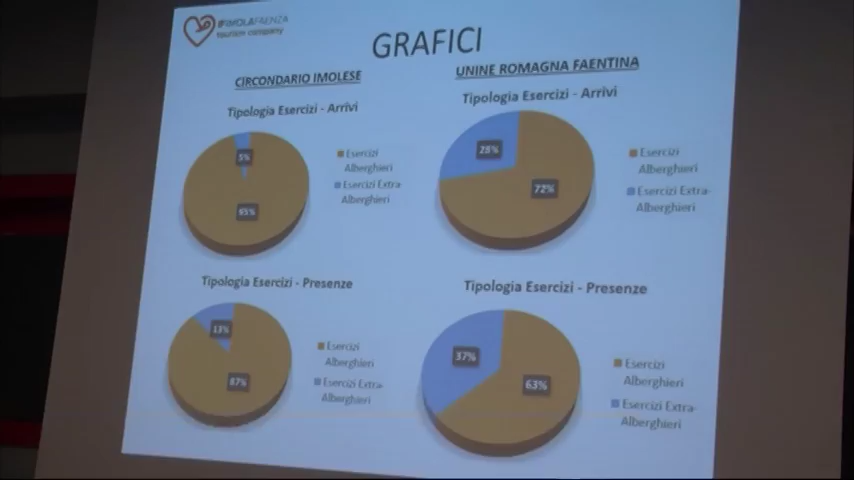 #IMOLAFAENZA
tourism company
GRAFICI
CIRCONDARIO IMOLESE
Tipologia Esercizi - Arrivi
5%
65%
Esercizi
Alberghieri
Esercizi Extra-
Alberghieri
UNINE ROMAGNA FAENTINA
Tipologia Esercizi - Arrivi
28%
72%
Esercizi
Alberghieri
Esercizi Extra-
Alberghieri
Tipologia Esercizi - Presenze
13%
87%
Esercizi
Alberghieri
Esercizi Extra-
Alberghieri
Tipologia Esercizi - Presenze
37%
63%
Esercizi
Alberghieri
Esercizi Extra-
Alberghieri